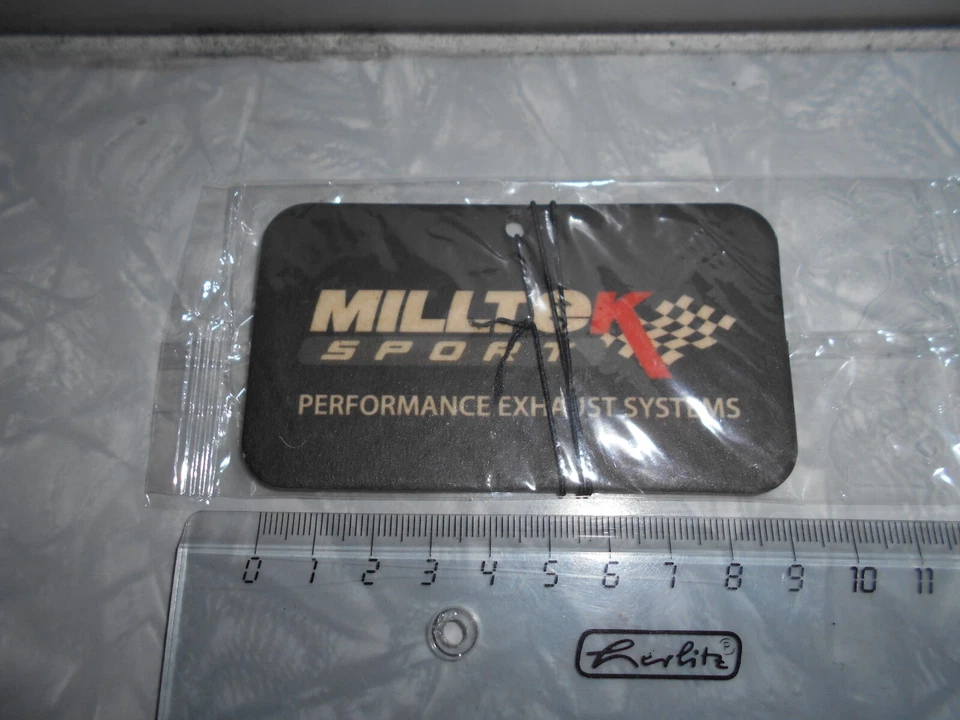 MILLTEK
SPORT
PERFORMANCE EXHAUST SYSTEMS
0 1 2 3 4 5 6 7 8 9 10 11
Herlitz ®